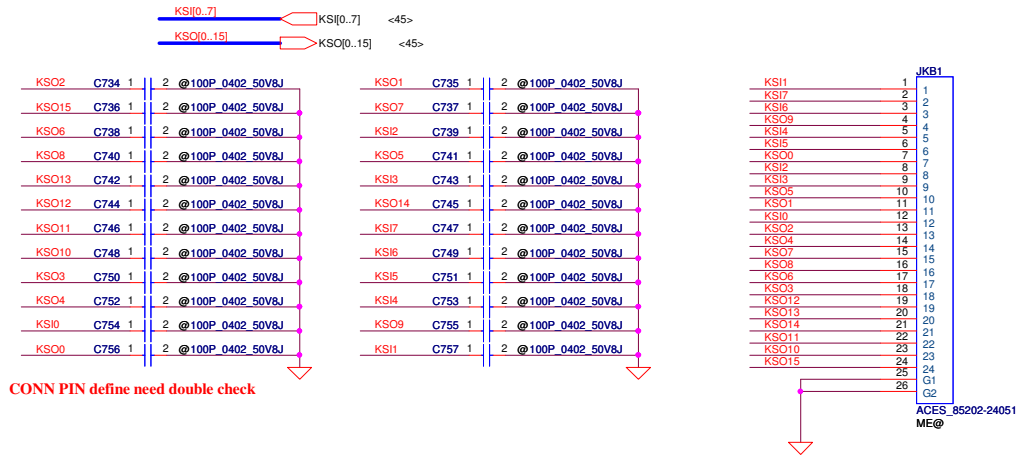 KSI[0..7]
KSI[0..7] <45>
KSO[0..15]
KSO[0..15] <45>
KSO2 C734 1 2 @100P_0402_50V8J
KSO15 C736 1 2 @100P_0402_50V8J
KSO6 C738 1 2 @100P_0402_50V8J
KSO8 C740 1 2 @100P_0402_50V8J
KSO13 C742 1 2 @100P_0402_50V8J
KSO12 C744 1 2 @100P_0402_50V8J
KSO11 C746 1 2 @100P_0402_50V8J
KSO10 C748 1 2 @100P_0402_50V8J
KSO3 C750 1 2 @100P_0402_50V8J
KSO4 C752 1 2 @100P_0402_50V8J
KSI0 C754 1 2 @100P_0402_50V8J
KSO0 C756 1 2 @100P_0402_50V8J
CONN PIN define need double check
KSO1 C735 1 2 @100P_0402_50V8J
KSO7 C737 1 2 @100P_0402_50V8J
KSI2 C739 1 2 @100P_0402_50V8J
KSO5 C741 1 2 @100P_0402_50V8J
KSI3 C743 1 2 @100P_0402_50V8J
KSO14 C745 1 2 @100P_0402_50V8J
KSI7 C747 1 2 @100P_0402_50V8J
KSI6 C749 1 2 @100P_0402_50V8J
KSI5 C751 1 2 @100P_0402_50V8J
KSI4 C753 1 2 @100P_0402_50V8J
KSO9 C755 1 2 @100P_0402_50V8J
KSI1 C757 1 2 @100P_0402_50V8J
JKB1
KSI1 1 1
KSI7 2 2
KSI6 3 3
KSO9 4 4
KSI4 5 5
KSI5 6 6
KSO0 7 7
KSI2 8 8
KSI3 9 9
KSO5 10 10
KSO1 11 11
KSI0 12 12
KSO2 13 13
KSO4 14 14
KSO7 15 15
KSO8 16 16
KSO6 17 17
KSO3 18 18
KSO12 19 19
KSO13 20 20
KSO14 21 21
KSO11 22 22
KSO10 23 23
KSO15 24 24
25 G1
26 G2
ACES_85202-24051
ME@